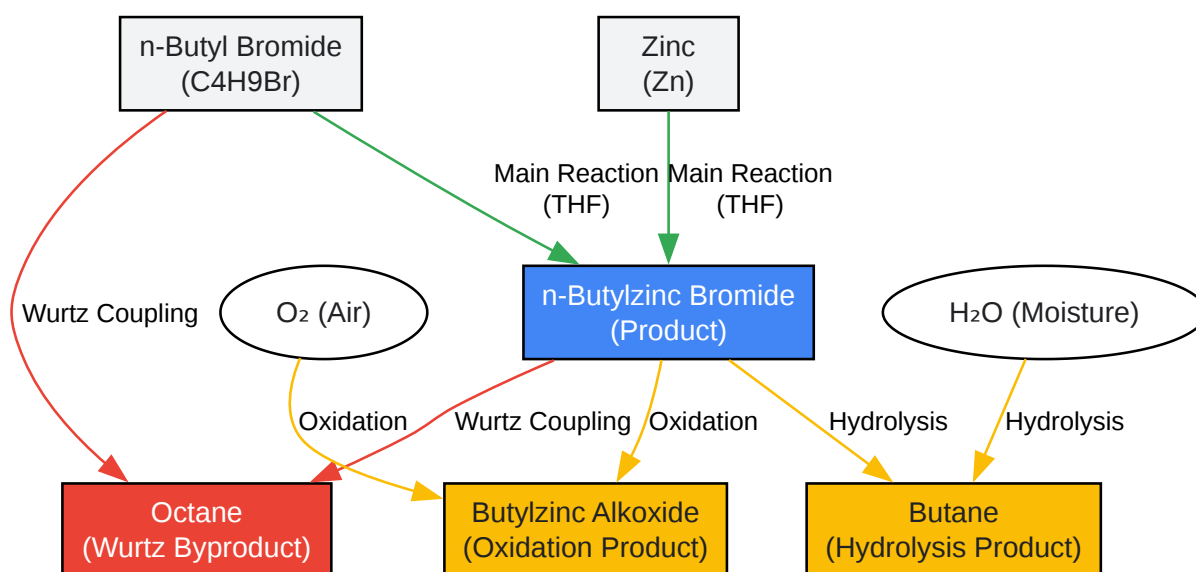 n-Butyl Bromide
(C4H9Br)
Zinc
(Zn)
Main Reaction
(THF)
Main Reaction
(THF)
Wurtz Coupling
O₂ (Air)
n-Butylzinc Bromide
(Product)
H₂O (Moisture)
Oxidation
Wurtz Coupling
Oxidation
Hydrolysis
Hydrolysis
Octane
(Wurtz Byproduct)
Butylzinc Alkoxide
(Oxidation Product)
Butane
(Hydrolysis Product)